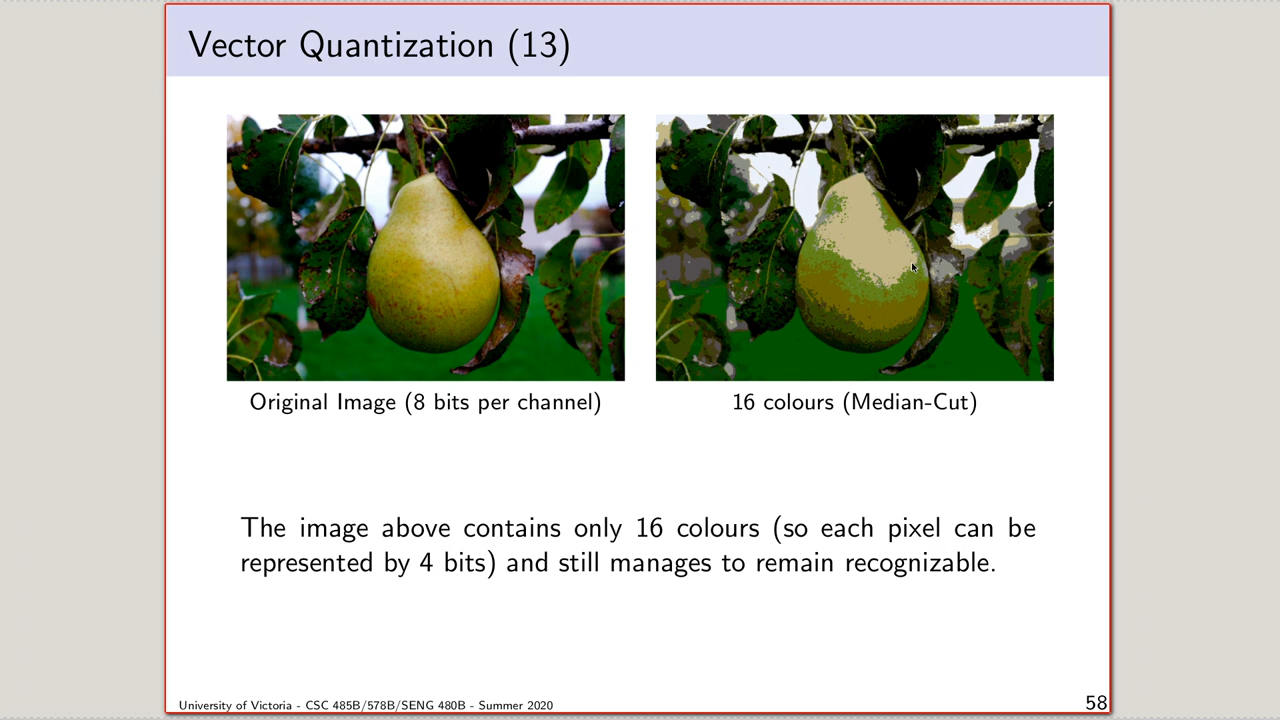 Vector Quantization (13)
Original Image (8 bits per channel)
16 colours (Median-Cut)
The image above contains only 16 colours (so each pixel can be
represented by 4 bits) and still manages to remain recognizable.
University of Victoria - CSC 485B/578B/SENG 480B - Summer 2020
58